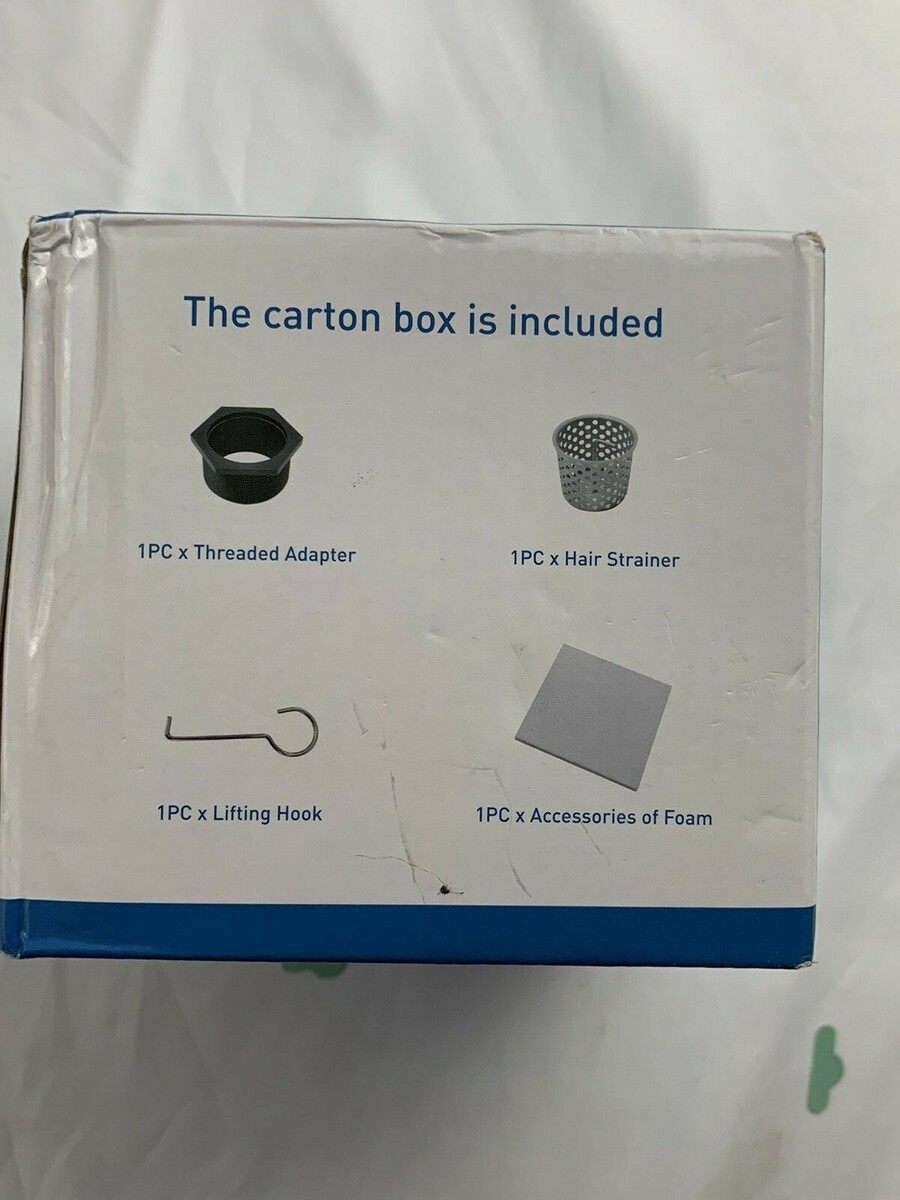 The carton box is included
1PC x Threaded Adapter
1PC x Hair Strainer
1PC x Lifting Hook
1PC x Accessories of Foam